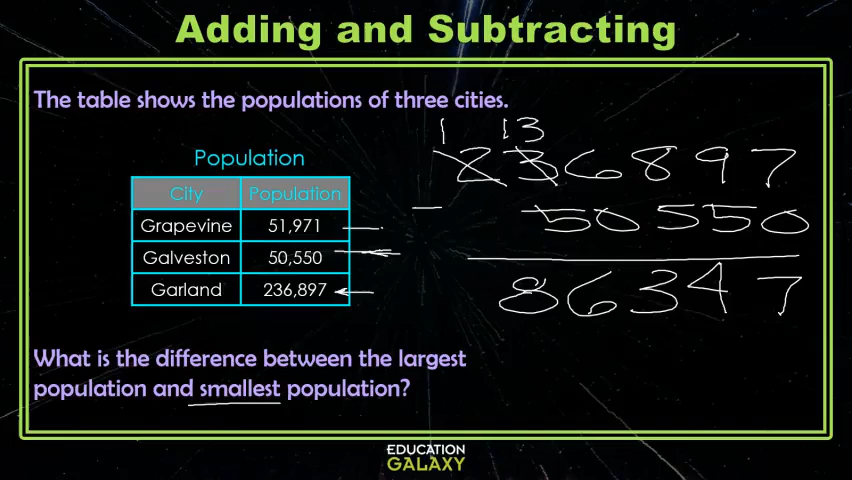 Adding and Subtracting
The table shows the populations of three cities.
Population
City Population
Grapevine 51,971
Galveston 50,550
Garland 236,897
1 13
236897
- 50550
86347
What is the difference between the largest
population and smallest population?
EDUCATION
GALAXY